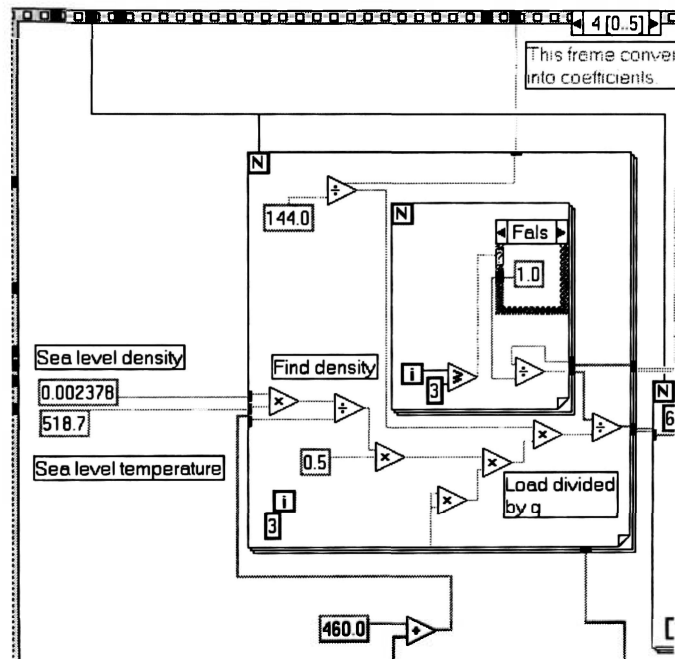 4 [0..5]
This frame conver
into coefficients.
N
÷
144.0
N
Fals
?
1.0
Sea level density
Find density
i
3
÷
N
0.002378
×
÷
6
518.7
×
÷
Sea level temperature
0.5
×
×
i
×
Load divided
by q
3
460.0
+